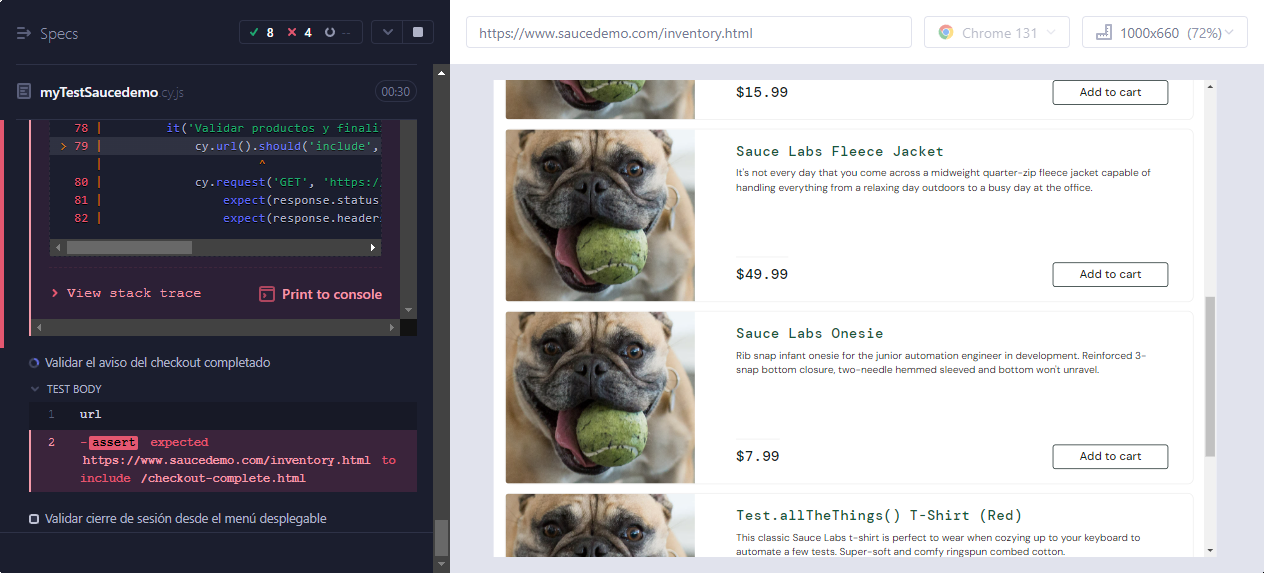 Specs
8
4
--
myTestSaucedemo.cy.js
00:30
78 | it('Validar productos y finali
> 79 | cy.url().should('include',
| ^
80 | cy.request('GET', 'https:/
81 | expect(response.status
82 | expect(response.header
> View stack trace
Print to console
Validar el aviso del checkout completado
TEST BODY
1 url
2 -assert expected
https://www.saucedemo.com/inventory.html to
include /checkout-complete.html
Validar cierre de sesión desde el menú desplegable
https://www.saucedemo.com/inventory.html
Chrome 131
1000x660 (72%)
$15.99
Add to cart
Sauce Labs Fleece Jacket
It's not every day that you come across a midweight quarter-zip fleece jacket capable of
handling everything from a relaxing day outdoors to a busy day at the office.
$49.99
Add to cart
Sauce Labs Onesie
Rib snap infant onesie for the junior automation engineer in development. Reinforced 3-
snap bottom closure, two-needle hemmed sleeved and bottom won't unravel.
$7.99
Add to cart
Test.allTheThings() T-Shirt (Red)
This classic Sauce Labs t-shirt is perfect to wear when cozying up to your keyboard to
automate a few tests. Super-soft and comfy ringspun combed cotton.